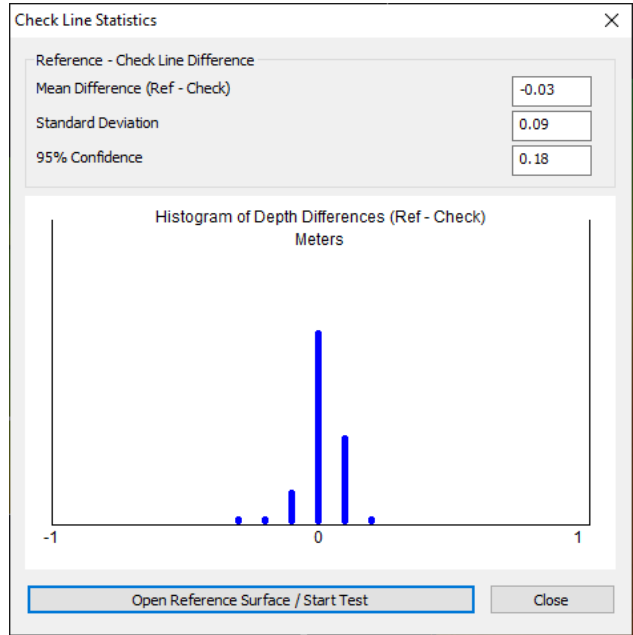 Check Line Statistics
Reference - Check Line Difference
Mean Difference (Ref - Check) -0.03
Standard Deviation 0.09
95% Confidence 0.18
Histogram of Depth Differences (Ref - Check)
Meters
-1 0 1
Open Reference Surface / Start Test Close